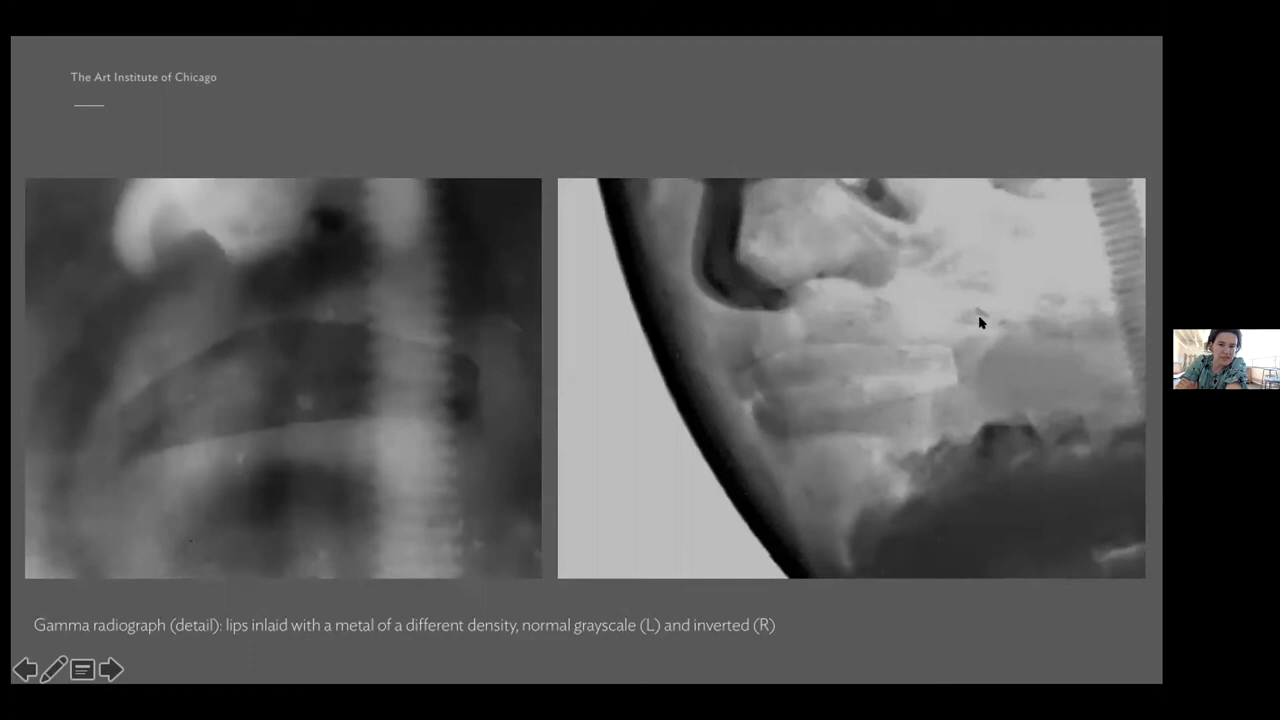 The Art Institute of Chicago
Gamma radiograph (detail): lips inlaid with a metal of a different density, normal grayscale (L) and inverted (R)